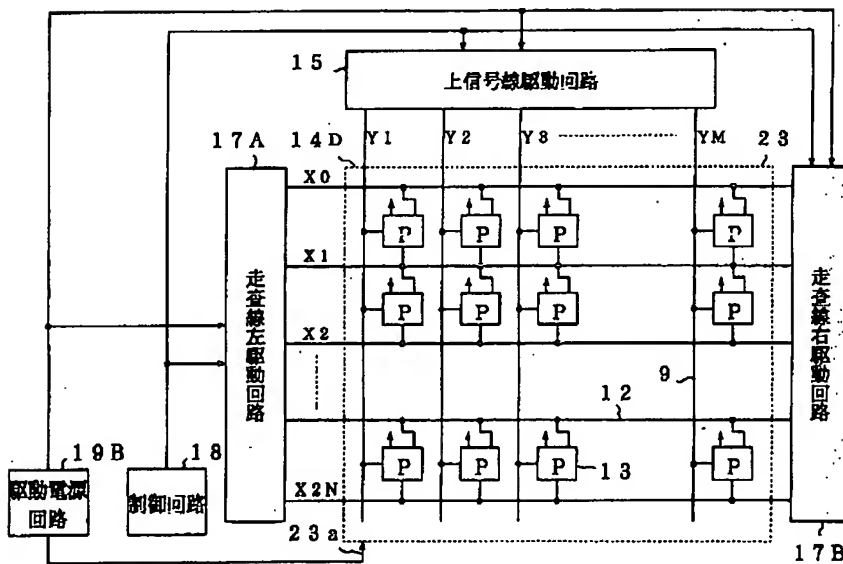 15
上信号線駆動回路
17A
14D
Y1
Y2
Y3
YM
23
X0
P
P
P
P
X1
P
P
P
P
走査線左駆動回路
走査線右駆動回路
X2
9
12
19B
18
P
P
P
P
13
駆動電源
回路
制御回路
X2N
23a
17B